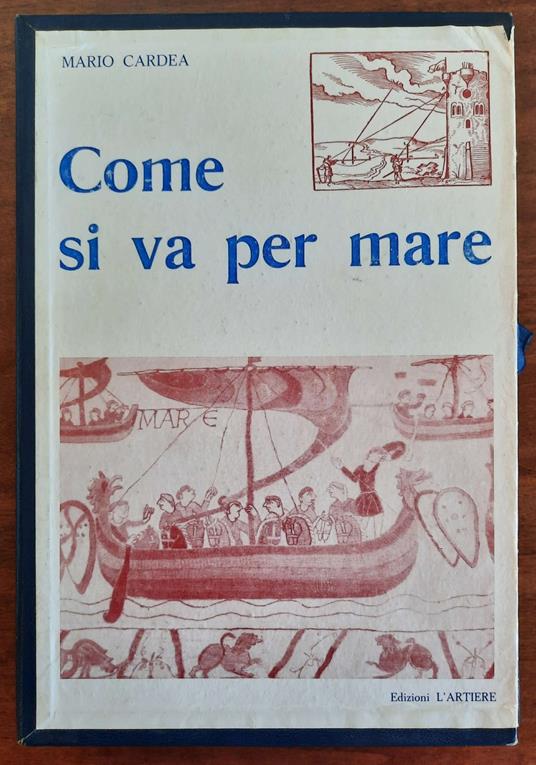 MARIO CARDEA
Come
si va per mare
MARE
Edizioni L'ARTIERE